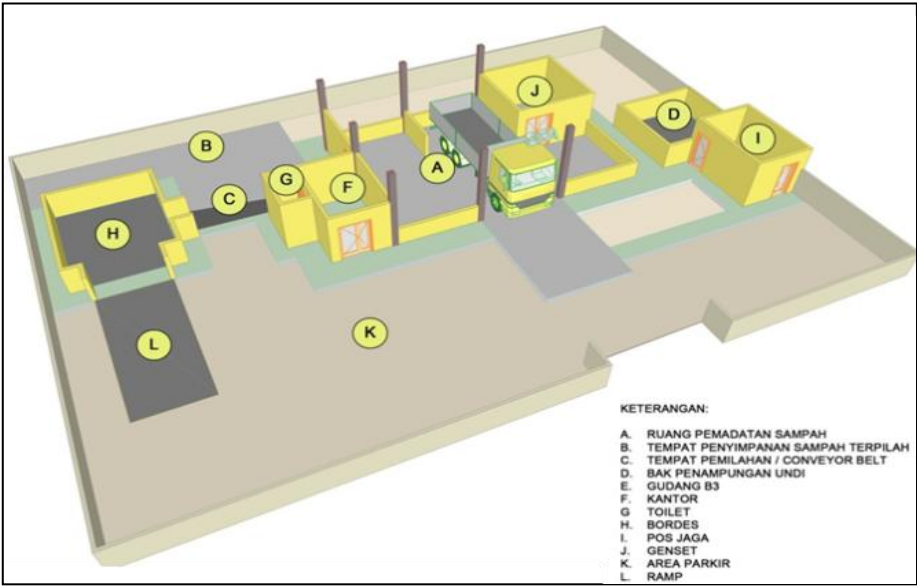 J
D
I
B
A
G
F
C
H
L
K
KETERANGAN:
A. RUANG PEMADATAN SAMPAH
B. TEMPAT PENYIMPANAN SAMPAH TERPILAH
C. TEMPAT PEMILAHAN / CONVEYOR BELT
D. BAK PENAMPUNGAN UNDI
E. GUDANG B3
F. KANTOR
G TOILET
H. BORDES
I. POS JAGA
J. GENSET
K. AREA PARKIR
L. RAMP